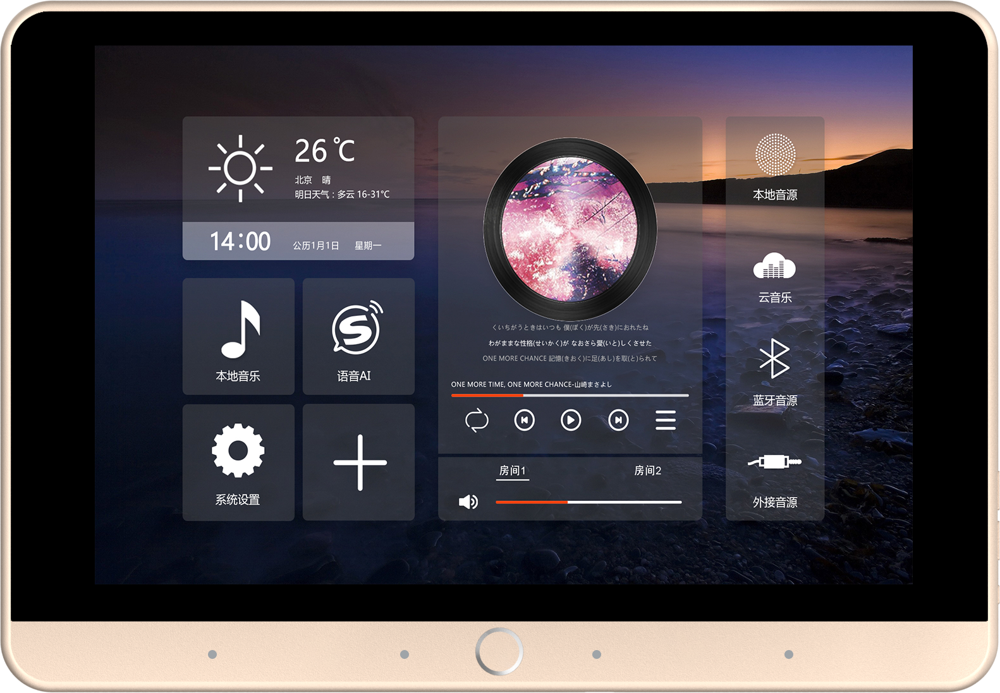 26℃
北京 晴
明日天气：多云 16-31℃
14:00 公历1月1日 星期一
本地音乐
语音AI
系统设置
くいちがうときはいつも 僕(ぼく)が先(さき)におれたね
わがままな性格(せいかく)が なおさら愛(いと)しくさせた
ONE MORE CHANCE 記憶(きおく)に足(あし)を取(と)られて
ONE MORE TIME, ONE MORE CHANCE-山崎まさよし
房间1 房间2
本地音源
云音乐
蓝牙音源
外接音源